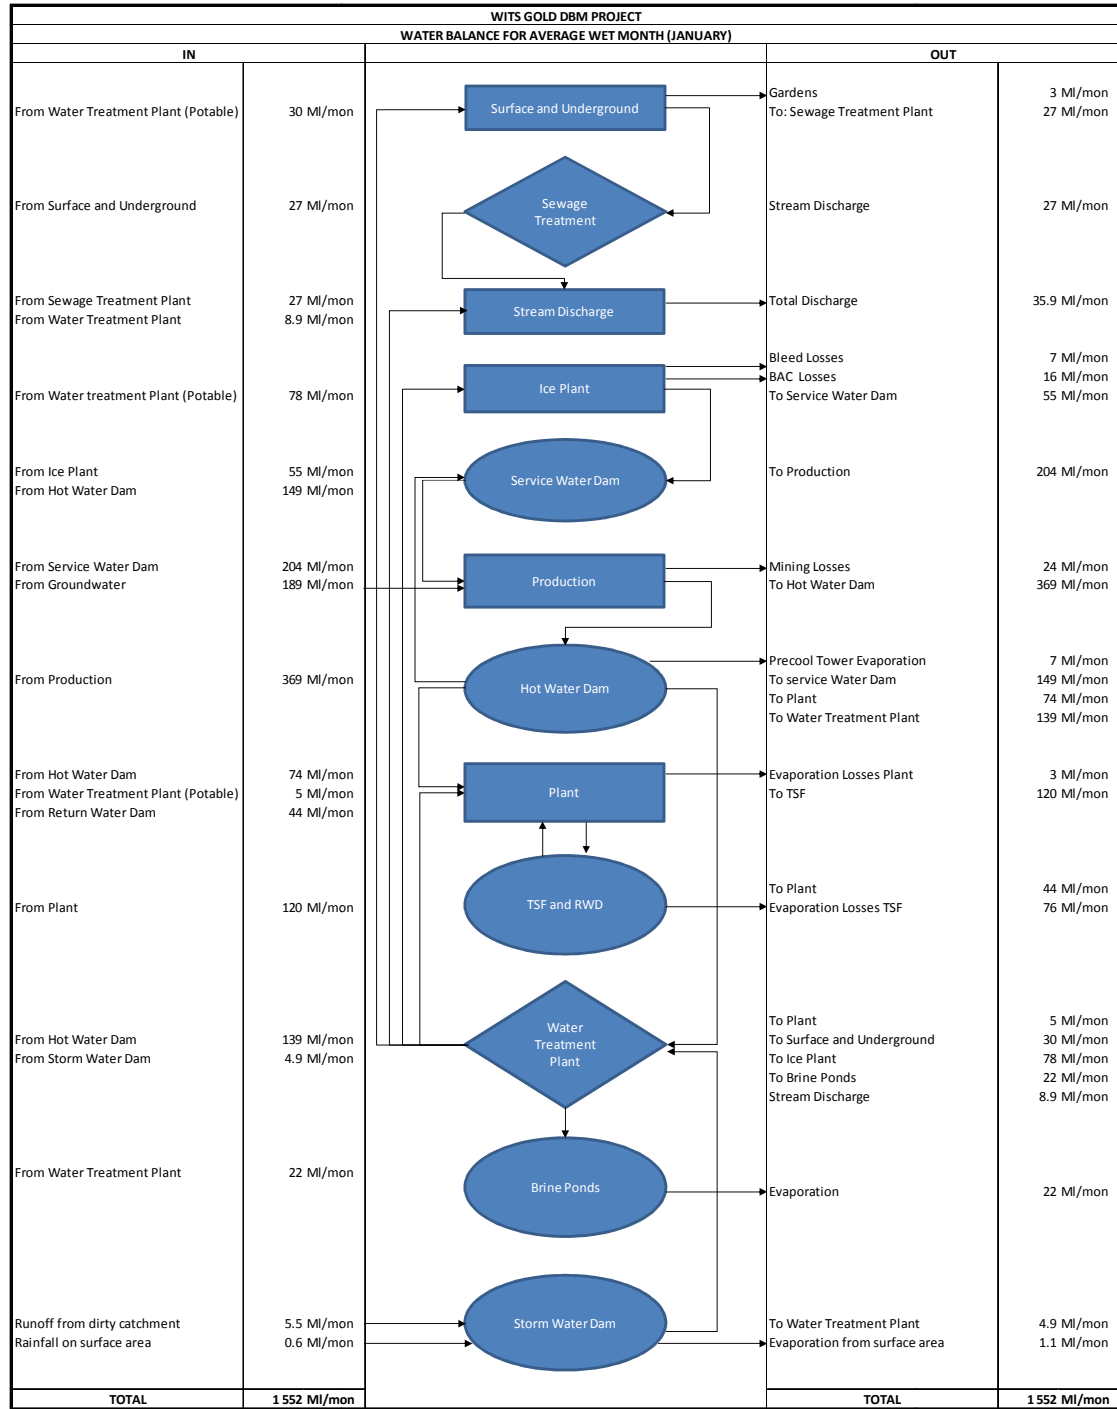 WITS GOLD DBM PROJECT
WATER BALANCE FOR AVERAGE WET MONTH (JANUARY)
IN OUT
Gardens 3 Ml/mon
From Water Treatment Plant (Potable) 30 Ml/mon Surface and Underground To: Sewage Treatment Plant 27 Ml/mon
From Surface and Underground 27 Ml/mon Sewage Stream Discharge 27 Ml/mon
Treatment
From Sewage Treatment Plant 27 Ml/mon Total Discharge 35.9 Ml/mon
From Water Treatment Plant 8.9 Ml/mon Stream Discharge
Bleed Losses 7 Ml/mon
Ice Plant BAC Losses 16 Ml/mon
From Water treatment Plant (Potable) 78 Ml/mon To Service Water Dam 55 Ml/mon
From Ice Plant 55 Ml/mon Service Water Dam To Production 204 Ml/mon
From Hot Water Dam 149 Ml/mon
From Service Water Dam 204 Ml/mon Mining Losses 24 Ml/mon
From Groundwater 189 Ml/mon Production To Hot Water Dam 369 Ml/mon
Precool Tower Evaporation 7 Ml/mon
From Production 369 Ml/mon Hot Water Dam To service Water Dam 149 Ml/mon
To Plant 74 Ml/mon
To Water Treatment Plant 139 Ml/mon
From Hot Water Dam 74 Ml/mon Evaporation Losses Plant 3 Ml/mon
From Water Treatment Plant (Potable) 5 Ml/mon Plant To TSF 120 Ml/mon
From Return Water Dam 44 Ml/mon
To Plant 44 Ml/mon
From Plant 120 Ml/mon TSF and RWD Evaporation Losses TSF 76 Ml/mon
To Plant 5 Ml/mon
From Hot Water Dam 139 Ml/mon Water To Surface and Underground 30 Ml/mon
From Storm Water Dam 4.9 Ml/mon Treatment To Ice Plant 78 Ml/mon
Plant To Brine Ponds 22 Ml/mon
Stream Discharge 8.9 Ml/mon
From Water Treatment Plant 22 Ml/mon Brine Ponds Evaporation 22 Ml/mon
Runoff from dirty catchment 5.5 Ml/mon Storm Water Dam To Water Treatment Plant 4.9 Ml/mon
Rainfall on surface area 0.6 Ml/mon Evaporation from surface area 1.1 Ml/mon
TOTAL 1 552 Ml/mon TOTAL 1 552 Ml/mon